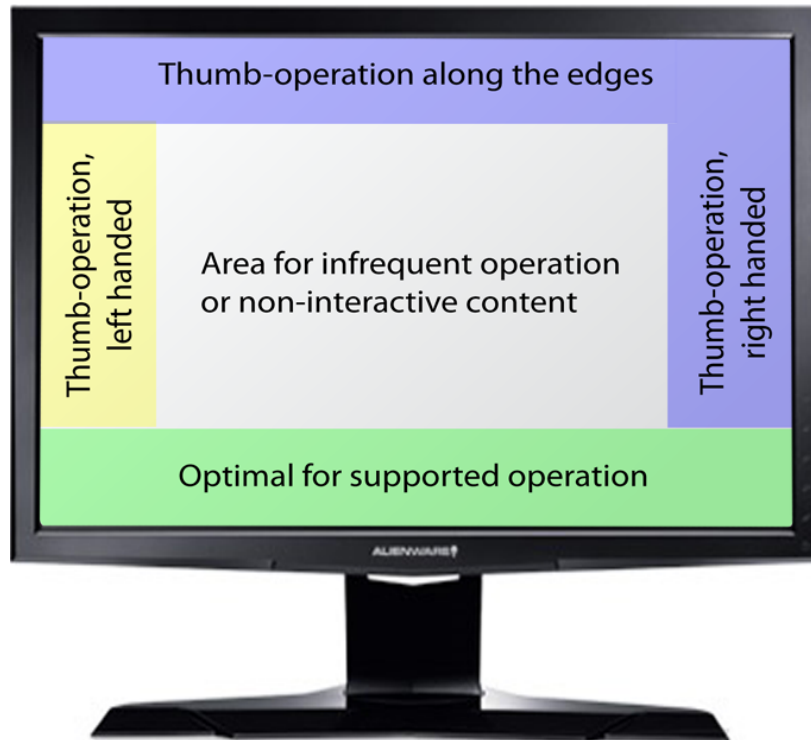 Thumb-operation along the edges
Thumb-operation,
left handed
Area for infrequent operation
or non-interactive content
Thumb-operation,
right handed
Optimal for supported operation
ALIENWARE